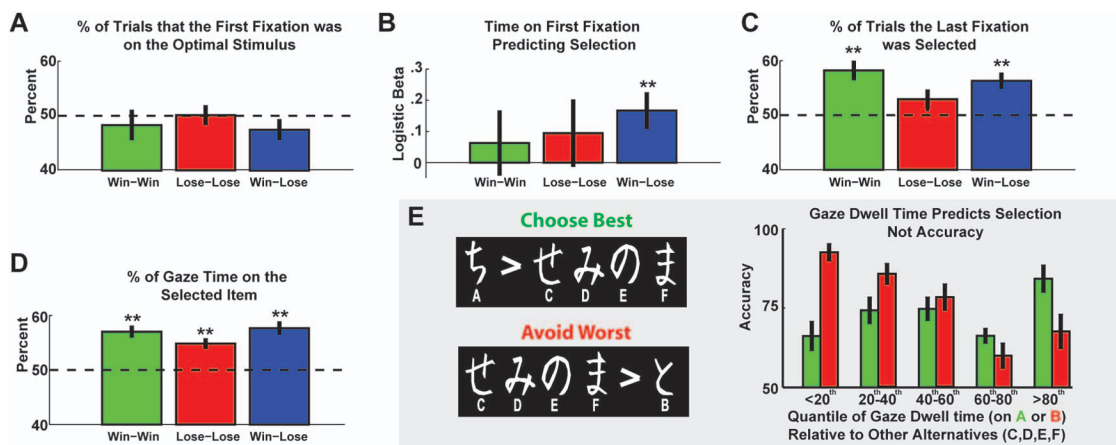 A
% of Trials that the First Fixation was
on the Optimal Stimulus
Percent
60
50
40
Win–Win
Lose–Lose
Win–Lose
B
Time on First Fixation
Predicting Selection
Logistic Beta
.3
.2
.1
0
**
Win–Win
Lose–Lose
Win–Lose
C
% of Trials the Last Fixation
was Selected
Percent
60
50
40
**
**
Win–Win
Lose–Lose
Win–Lose
D
% of Gaze Time on the
Selected Item
Percent
60
50
40
**
**
**
Win–Win
Lose–Lose
Win–Lose
E
Choose Best
ち > せ み の ま
A C D E F
Avoid Worst
せ み の ま > と
C D E F B
Gaze Dwell Time Predicts Selection
Not Accuracy
Accuracy
100
75
50
<20th
20-40th
40-60th
60-80th
>80th
Quantile of Gaze Dwell time (on A or B)
Relative to Other Alternatives (C,D,E,F)